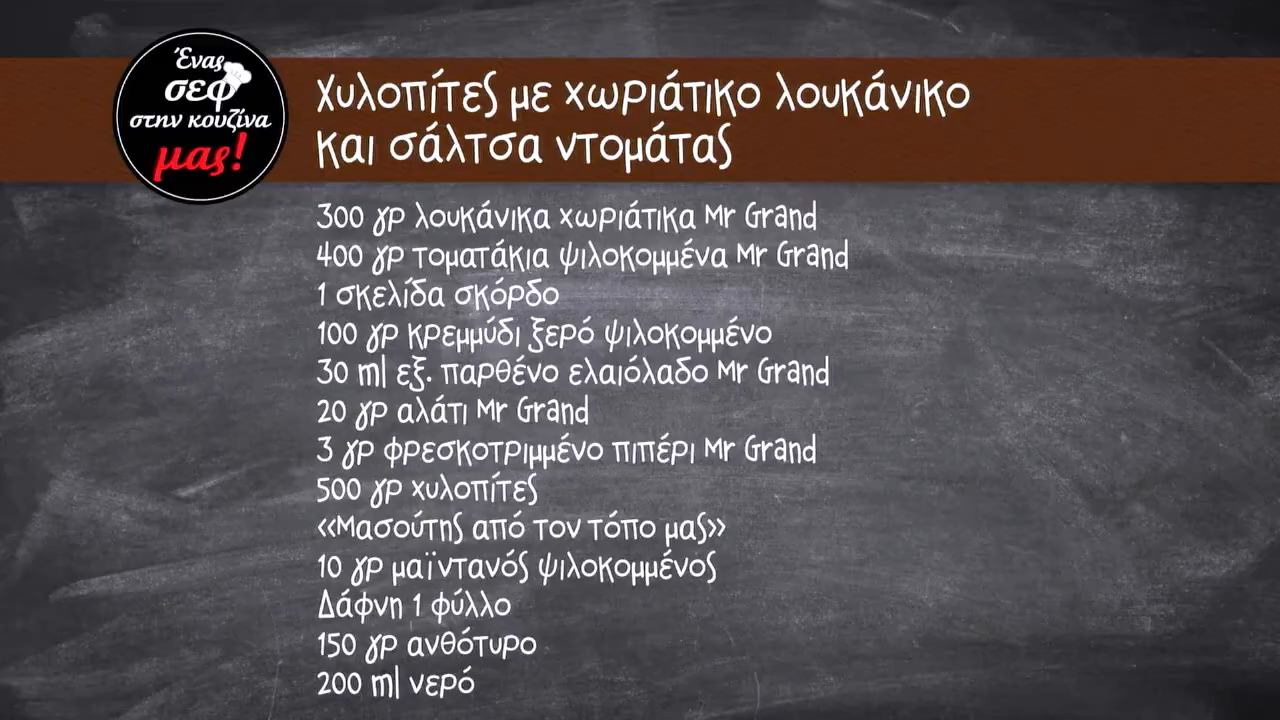 Ένας
σεφ
στην κουζίνα
μας!
Χυλοπίτες με χωριάτικο λουκάνικο
και σάλτσα ντομάτας
300 γρ λουκάνικα χωριάτικα Mr Grand
400 γρ τοματάκια ψιλοκομμένα Mr Grand
1 σκελίδα σκόρδο
100 γρ κρεμμύδι ξερό ψιλοκομμένο
30 ml εξ. παρθένο ελαιόλαδο Mr Grand
20 γρ αλάτι Mr Grand
3 γρ φρεσκοτριμμένο πιπέρι Mr Grand
500 γρ χυλοπίτες
«Μασούτης από τον τόπο μας»
10 γρ μαϊντανός ψιλοκομμένος
Δάφνη 1 φύλλο
150 γρ ανθότυρο
200 ml νερό